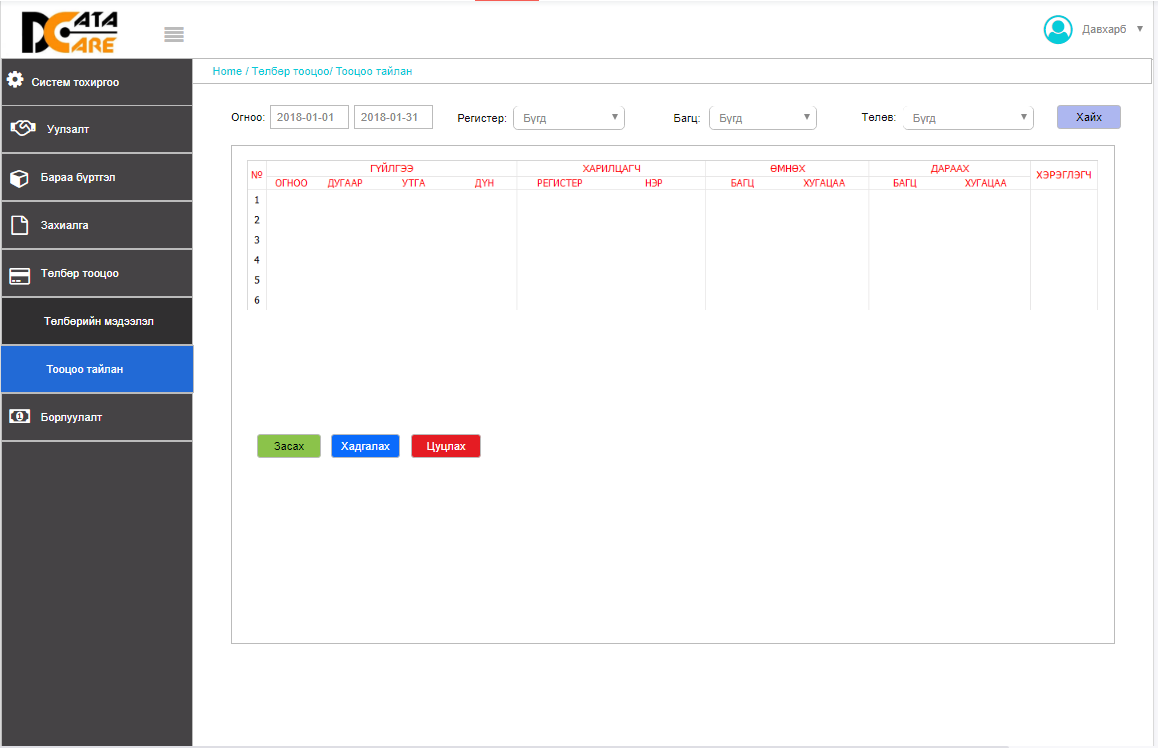 DATA CARE
Давхарб
Home / Төлбөр тооцоо/ Тооцоо тайлан
Систем тохиргоо
Уулзалт
Бараа бүртгэл
Захиалга
Төлбөр тооцоо
Төлбөрийн мэдээлэл
Тооцоо тайлан
Борлуулалт
Огноо: 2018-01-01 2018-01-31 Регистер: Бүгд Багц: Бүгд Төлөв: Бүгд Хайх
№ ГҮЙЛГЭЭ ХАРИЛЦАГЧ ӨМНӨХ ДАРААХ ХЭРЭГЛЭГЧ
ОГНОО ДУГААР УТГА ДҮН РЕГИСТЕР НЭР БАГЦ ХУГАЦАА БАГЦ ХУГАЦАА
1
2
3
4
5
6
Засах Хадгалах Цуцлах